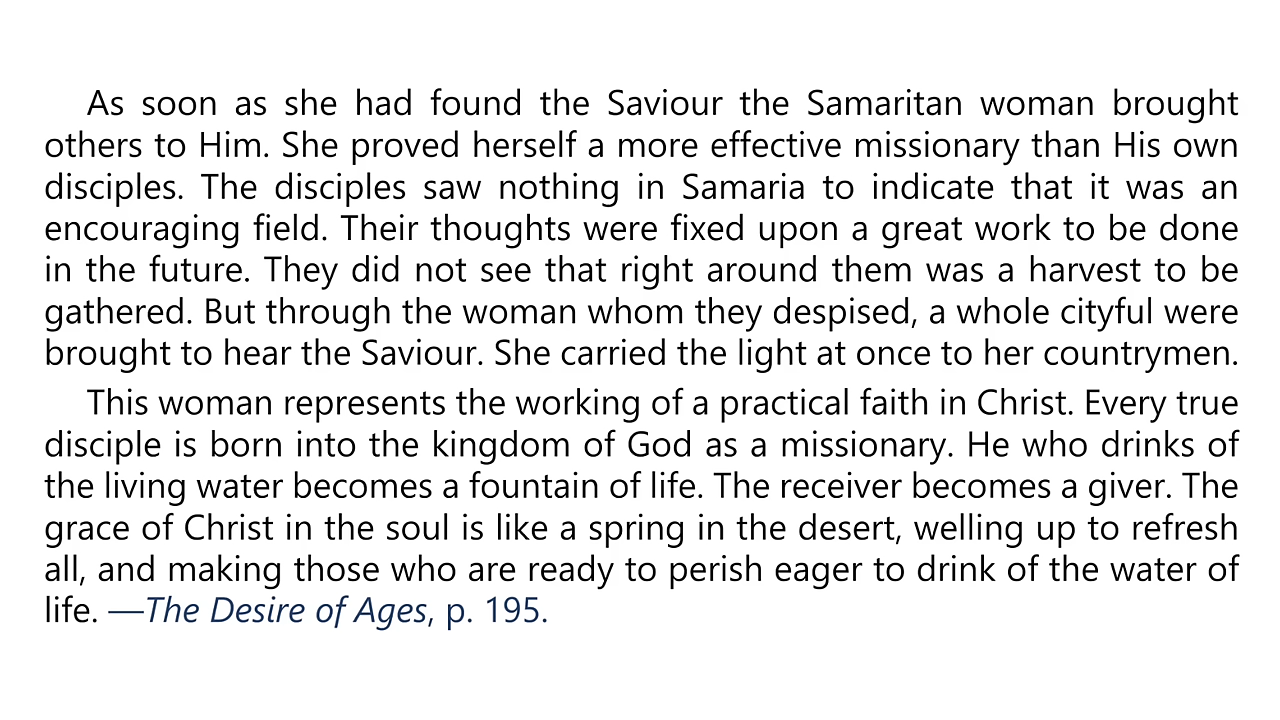 As soon as she had found the Saviour the Samaritan woman brought
others to Him. She proved herself a more effective missionary than His own
disciples. The disciples saw nothing in Samaria to indicate that it was an
encouraging field. Their thoughts were fixed upon a great work to be done
in the future. They did not see that right around them was a harvest to be
gathered. But through the woman whom they despised, a whole cityful were
brought to hear the Saviour. She carried the light at once to her countrymen.
This woman represents the working of a practical faith in Christ. Every true
disciple is born into the kingdom of God as a missionary. He who drinks of
the living water becomes a fountain of life. The receiver becomes a giver. The
grace of Christ in the soul is like a spring in the desert, welling up to refresh
all, and making those who are ready to perish eager to drink of the water of
life. —The Desire of Ages, p. 195.